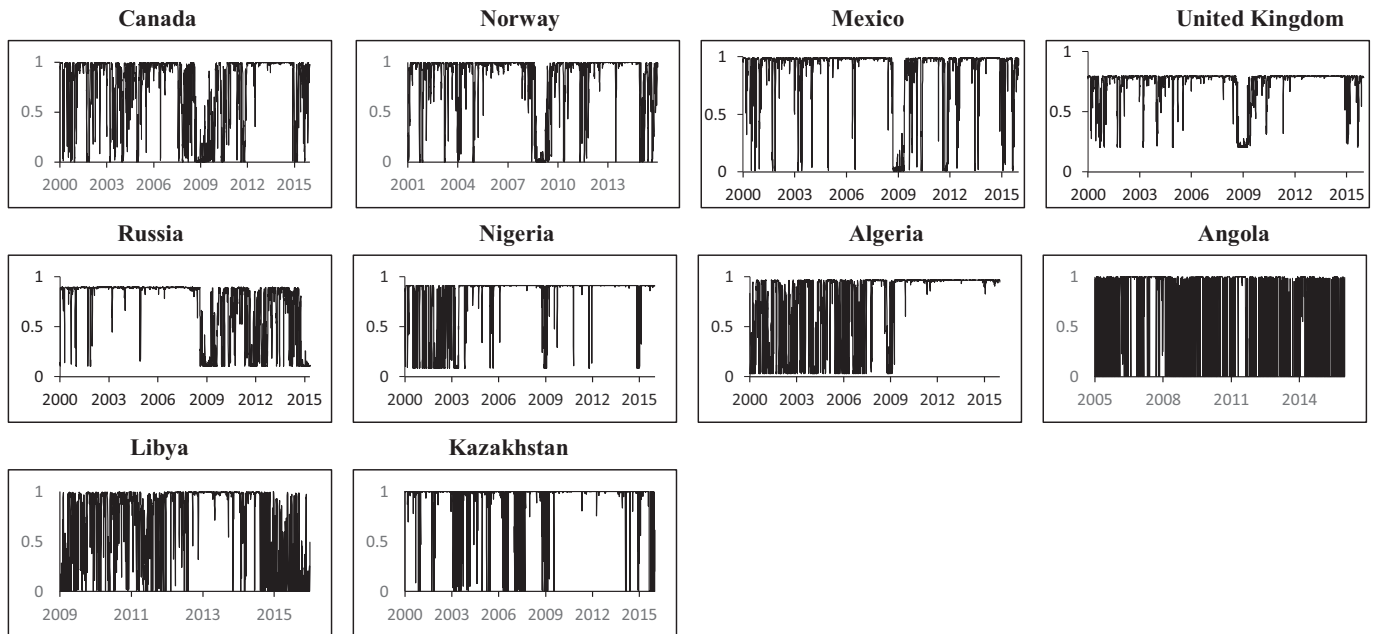 Canada Norway Mexico United Kingdom
1 1 1 1
0.5 0.5 0.5 0.5
0 0 0 0
2000 2003 2006 2009 2012 2015 2001 2004 2007 2010 2013 2000 2003 2006 2009 2012 2015 2000 2003 2006 2009 2012 2015
Russia Nigeria Algeria Angola
1 1 1 1
0.5 0.5 0.5 0.5
0 0 0 0
2000 2003 2006 2009 2012 2015 2000 2003 2006 2009 2012 2015 2000 2003 2006 2009 2012 2015 2005 2008 2011 2014
Libya Kazakhstan
1 1
0.5 0.5
0 0
2009 2011 2013 2015 2000 2003 2006 2009 2012 2015